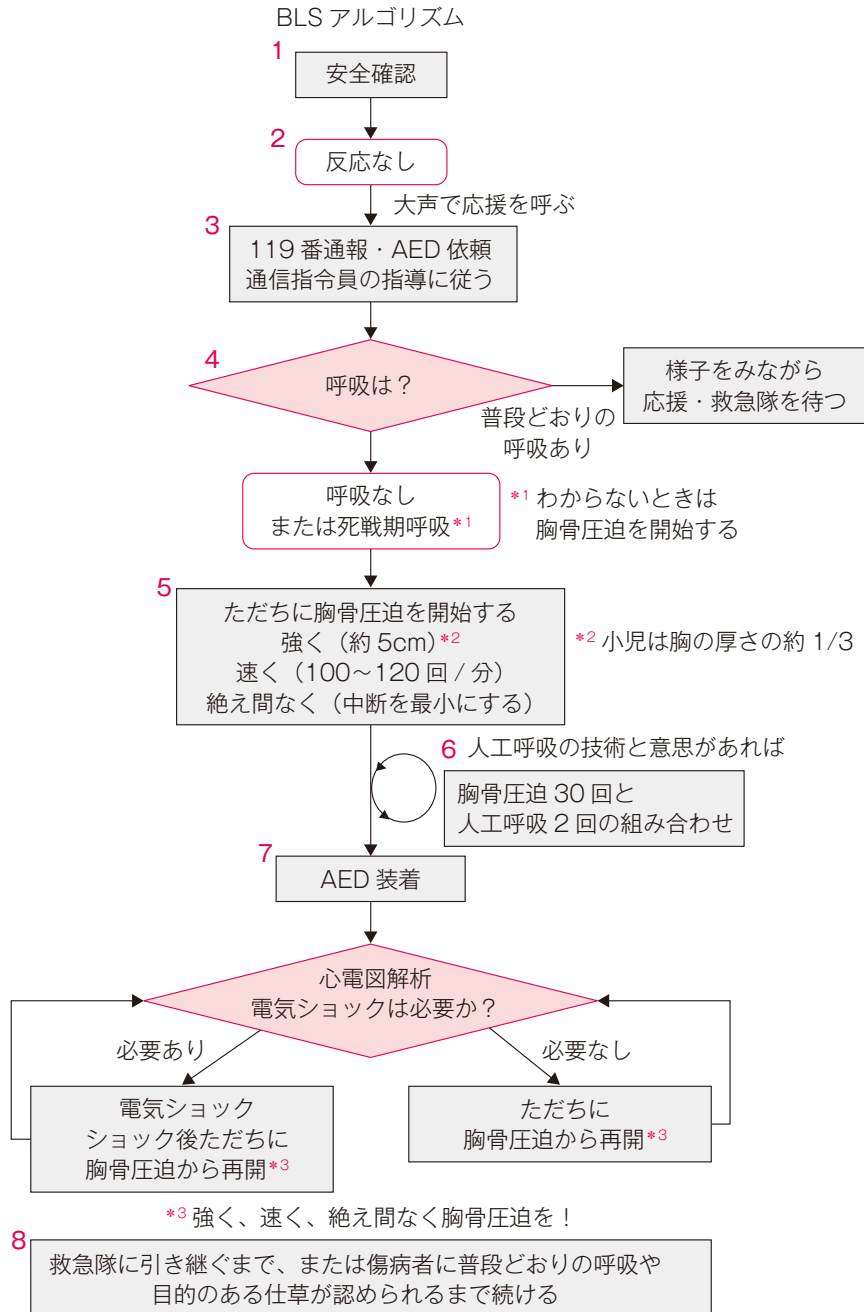 BLS アルゴリズム
1
安全確認
2
反応なし
大声で応援を呼ぶ
3
119 番通報・AED 依頼
通信指令員の指導に従う
4
呼吸は？
普段どおりの
呼吸あり
様子をみながら
応援・救急隊を待つ
呼吸なし
または死戦期呼吸*1
*1 わからないときは
胸骨圧迫を開始する
5
ただちに胸骨圧迫を開始する
強く（約 5cm）*2
速く（100～120 回 / 分）
絶え間なく（中断を最小にする）
*2 小児は胸の厚さの約 1/3
6 人工呼吸の技術と意思があれば
胸骨圧迫 30 回と
人工呼吸 2 回の組み合わせ
7
AED 装着
心電図解析
電気ショックは必要か？
必要あり
必要なし
電気ショック
ショック後ただちに
胸骨圧迫から再開*3
ただちに
胸骨圧迫から再開*3
*3 強く、速く、絶え間なく胸骨圧迫を！
8
救急隊に引き継ぐまで、または傷病者に普段どおりの呼吸や
目的のある仕草が認められるまで続ける